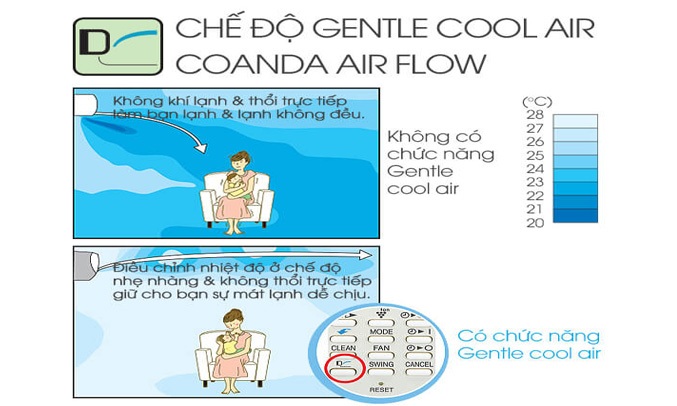 CHẾ ĐỘ GENTLE COOL AIR
COANDA AIR FLOW
Không khí lạnh & thổi trực tiếp
làm bạn lạnh & lạnh không đều.
Không có
chức năng
Gentle
cool air
(°C)
28
27
26
25
24
23
22
21
20
Điều chỉnh nhiệt độ ở chế độ
nhẹ nhàng & không thổi trực tiếp
giữ cho bạn sự mát lạnh dễ chịu.
Ion
MODE
CLEAN FAN
SWING CANCEL
RESET
Có chức năng
Gentle cool air